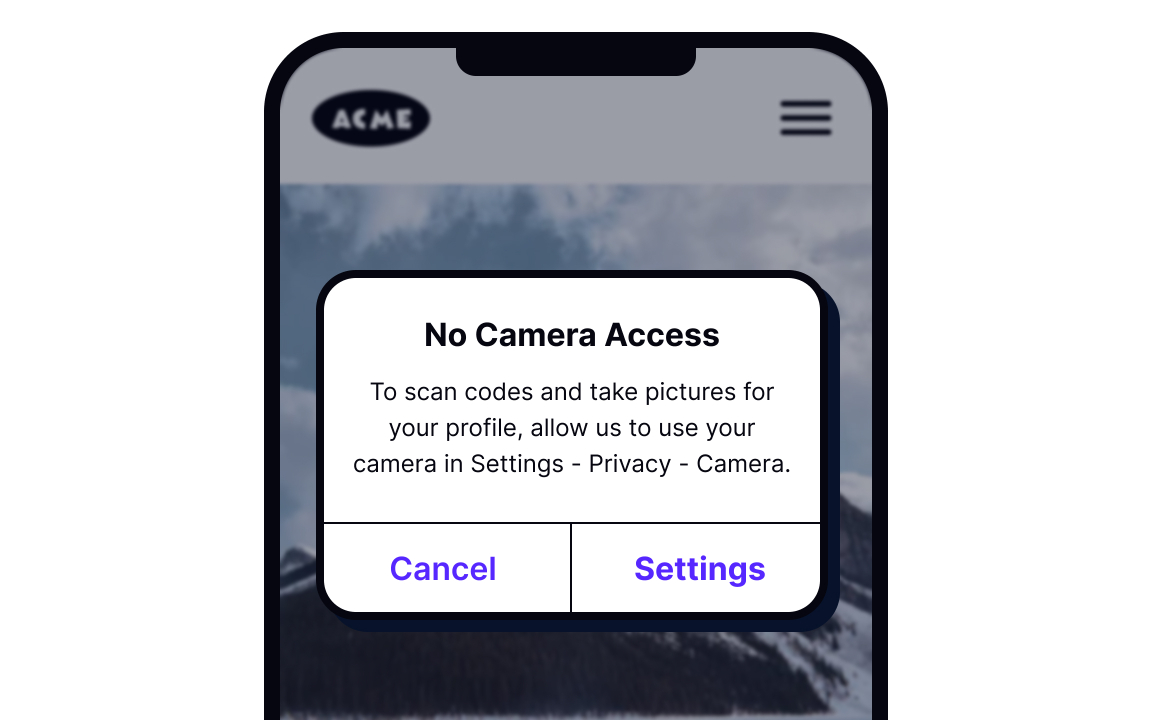 ACME
No Camera Access
To scan codes and take pictures for
your profile, allow us to use your
camera in Settings - Privacy - Camera.
Cancel
Settings